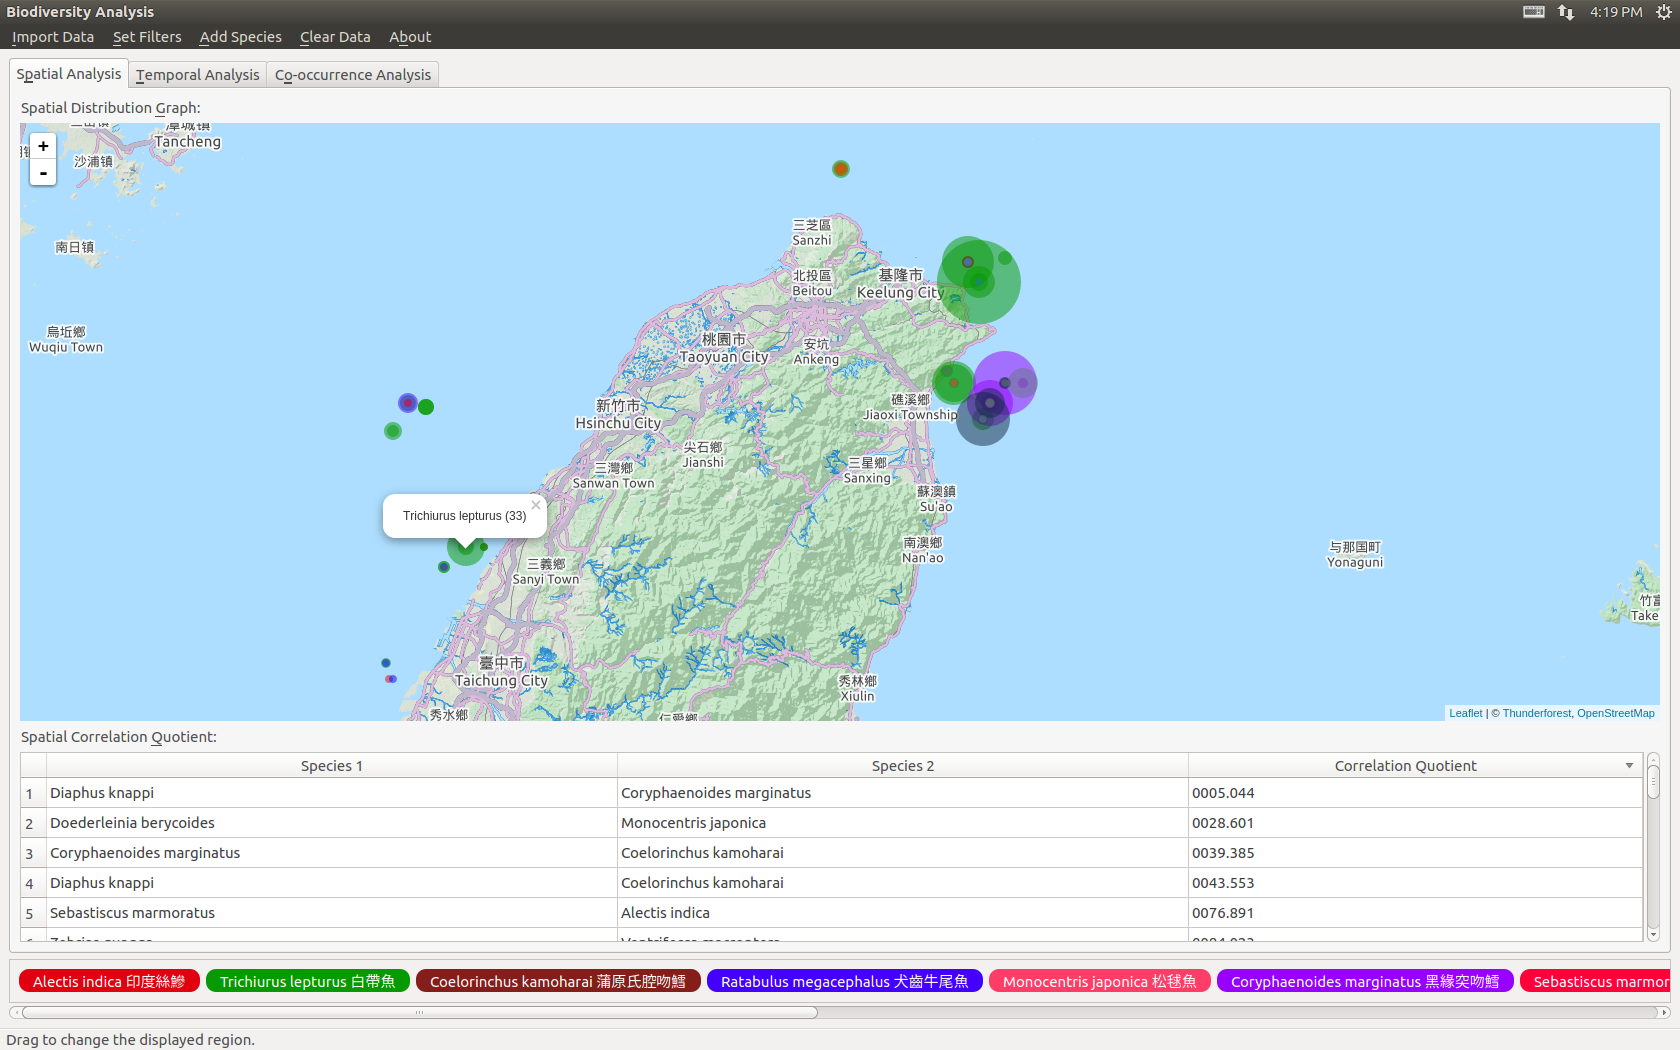 Biodiversity Analysis
4:19 PM
Import Data Set Filters Add Species Clear Data About
Spatial Analysis Temporal Analysis Co-occurrence Analysis
Spatial Distribution Graph:
+
-
Tancheng
沙浦镇
南日镇
烏坵鄉
Wuqiu Town
三芝區
Sanzhi
北投區
Beitou
基隆市
Keelung City
桃園市
Taoyuan City
安坑
Ankeng
新竹市
Hsinchu City
礁溪鄉
Jiaoxi Township
尖石鄉
Jianshi
三灣鄉
Sanwan Town
三星鄉
Sanxing
蘇澳鎮
Su'ao
南澳鄉
Nan'ao
Trichiurus lepturus (33)
×
三義鄉
Sanyi Town
与那国町
Yonaguni
竹富
Take
臺中市
Taichung City
秀林鄉
Xiulin
秀水鄉
仁愛鄉
Leaflet | © Thunderforest, OpenStreetMap
Spatial Correlation Quotient:
Species 1 Species 2 Correlation Quotient
1 Diaphus knappi Coryphaenoides marginatus 0005.044
2 Doederleinia berycoides Monocentris japonica 0028.601
3 Coryphaenoides marginatus Coelorinchus kamoharai 0039.385
4 Diaphus knappi Coelorinchus kamoharai 0043.553
5 Sebastiscus marmoratus Alectis indica 0076.891
Alectis indica 印度絲鰺 Trichiurus lepturus 白帶魚 Coelorinchus kamoharai 蒲原氏腔吻鱈 Ratabulus megacephalus 犬齒牛尾魚 Monocentris japonica 松毬魚 Coryphaenoides marginatus 黑緣突吻鱈 Sebastiscus marmor
Drag to change the displayed region.